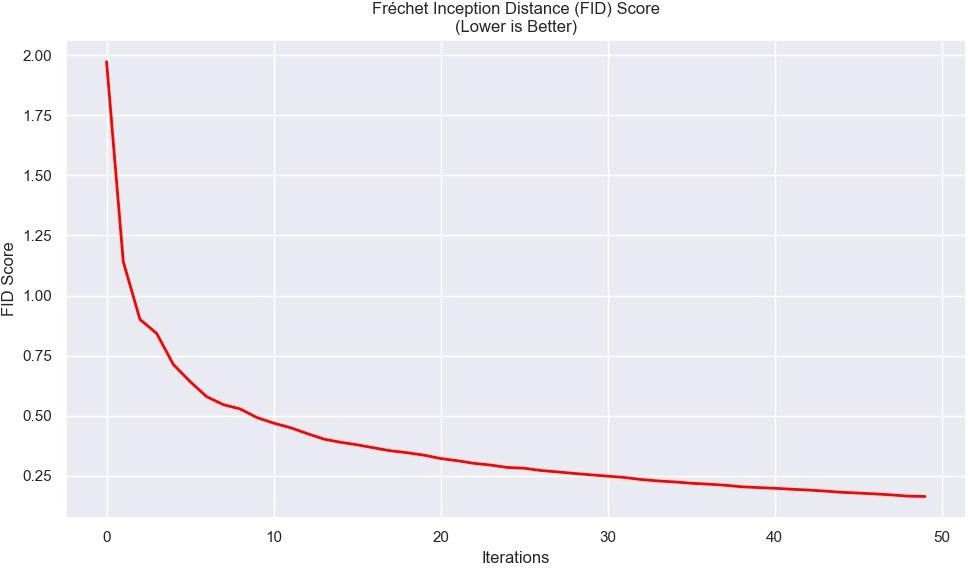 Fréchet Inception Distance (FID) Score
(Lower is Better)
2.00
1.75
1.50
1.25
1.00
0.75
0.50
0.25
FID Score
0 10 20 30 40 50
Iterations